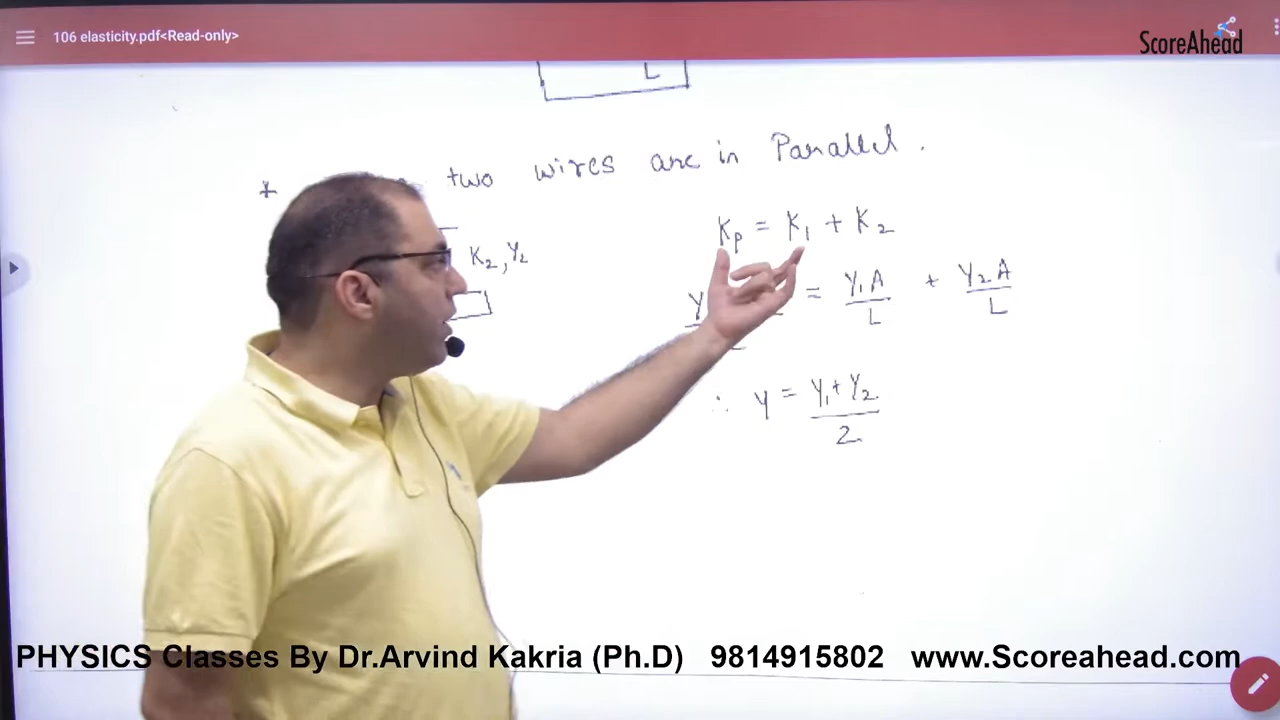 106 elasticity.pdf<Read-only>
ScoreAhead
L
* two wires are in Parallel.
Kp = K1 + K2
K2, Y2
Y = Y1A/L + Y2A/L
∴ Y = Y1+Y2/2
PHYSICS Classes By Dr.Arvind Kakria (Ph.D) 9814915802 www.Scoreahead.com